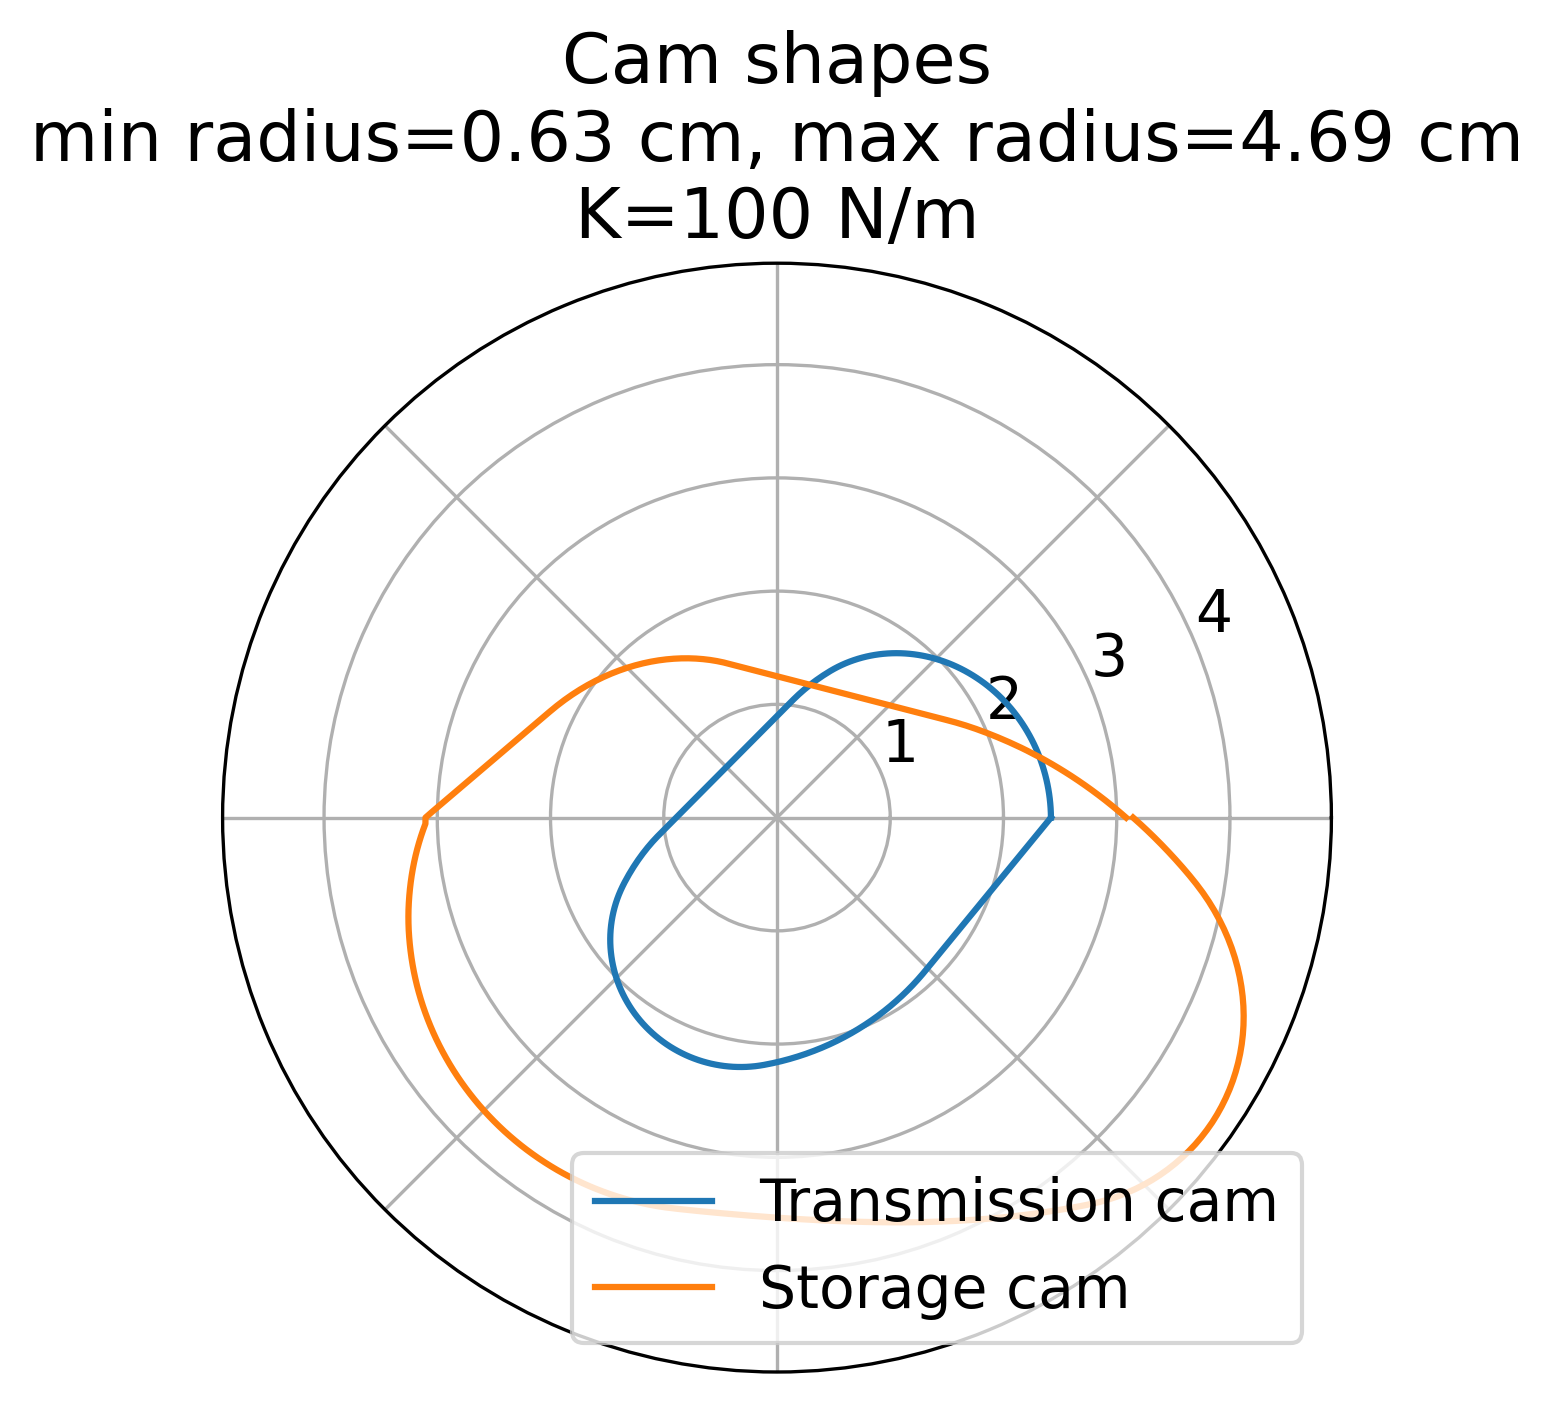 Cam shapes
min radius=0.63 cm, max radius=4.69 cm
K=100 N/m
4
3
2
1
Transmission cam
Storage cam